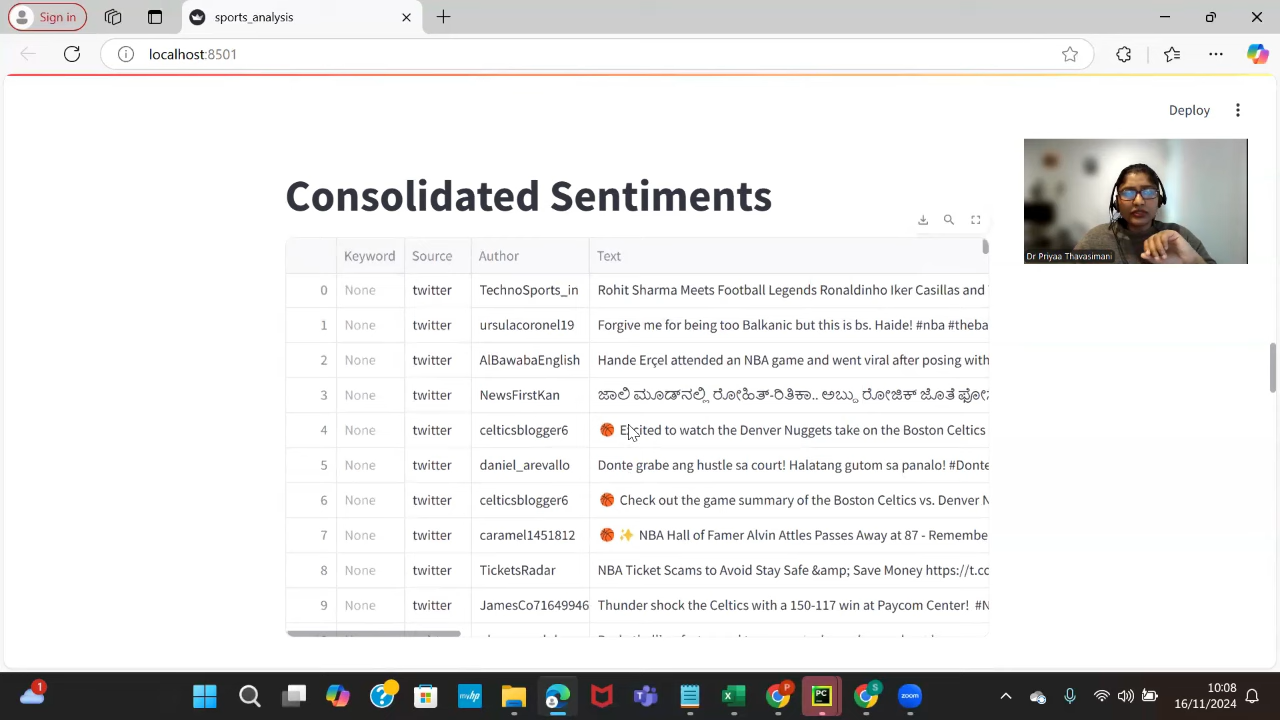 Sign in
sports_analysis
localhost:8501
Deploy
Consolidated Sentiments
Keyword Source Author Text
0 None twitter TechnoSports_in Rohit Sharma Meets Football Legends Ronaldinho Iker Casillas and
1 None twitter ursulacoronel19 Forgive me for being too Balkanic but this is bs. Haide! #nba #theba
2 None twitter AlBawabaEnglish Hande Erçel attended an NBA game and went viral after posing with
3 None twitter NewsFirstKan ಜಾಲಿ ಮೂಡ್‌ನಲ್ಲಿ ರೋಹಿತ್-ರಿತಿಕಾ.. ಅಬ್ದು ರೋಜಿಕ್ ಜೊತೆ
4 None twitter celticsblogger6 🏀 Excited to watch the Denver Nuggets take on the Boston Celtics
5 None twitter daniel_arevallo Donte grabe ang hustle sa court! Halatang gutom sa panalo! #Donte
6 None twitter celticsblogger6 🏀 Check out the game summary of the Boston Celtics vs. Denver N
7 None twitter caramel1451812 🏀 ✨ NBA Hall of Famer Alvin Attles Passes Away at 87 - Remembe
8 None twitter TicketsRadar NBA Ticket Scams to Avoid Stay Safe &amp; Save Money https://t.c
9 None twitter JamesCo71649946 Thunder shock the Celtics with a 150-117 win at Paycom Center! #N
Dr Priyaa Thavasimani
1
myhp
PC
P
S
zoom
10:08
16/11/2024